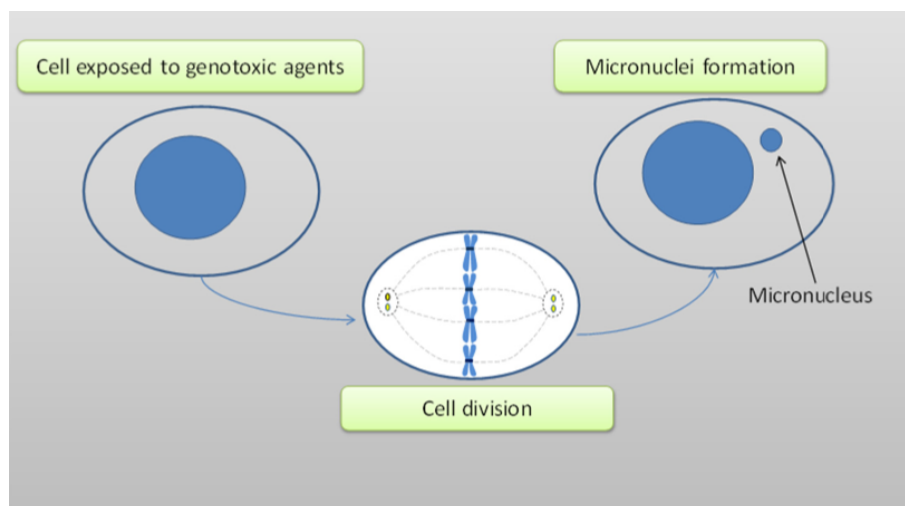 Cell exposed to genotoxic agents
Micronuclei formation
Micronucleus
Cell division